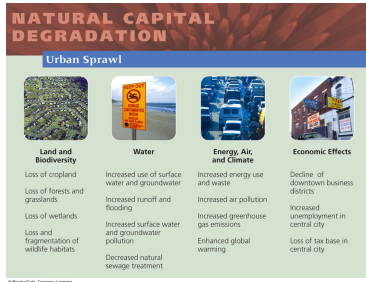 NATURAL CAPITAL
DEGRADATION
Urban Sprawl
KEEP OUT
Land and
Biodiversity
Loss of cropland
Loss of forests and
grasslands
Loss of wetlands
Loss and
fragmentation of
wildlife habitats
Water
Increased use of surface
water and groundwater
Increased runoff and
flooding
Increased surface water
and groundwater
pollution
Decreased natural
sewage treatment
Energy, Air,
and Climate
Increased energy use
and waste
Increased air pollution
Increased greenhouse
gas emissions
Enhanced global
warming
Economic Effects
Decline of
downtown business
districts
Increased
unemployment in
central city
Loss of tax base in
central city